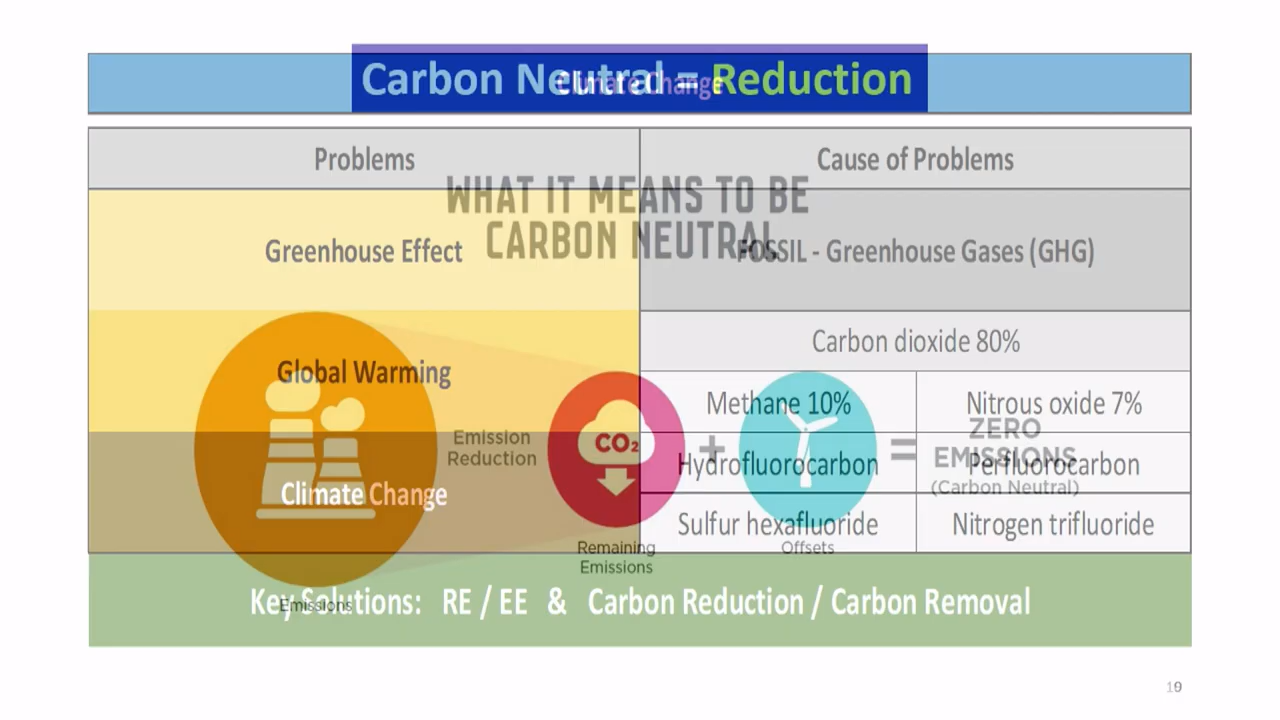 Carbon Neutral = Reduction
Climate Change
Problems
Cause of Problems
WHAT IT MEANS TO BE
CARBON NEUTRAL
Greenhouse Effect
FOSSIL - Greenhouse Gases (GHG)
Global Warming
Carbon dioxide 80%
Methane 10%
Nitrous oxide 7%
Emission
Reduction
CO₂
+
=
ZERO
EMISSIONS
(Carbon Neutral)
Hydrofluorocarbon
Perfluorocarbon
Climate Change
Sulfur hexafluoride
Nitrogen trifluoride
Remaining
Emissions
Offsets
Emissions
Key Solutions: RE / EE & Carbon Reduction / Carbon Removal
19